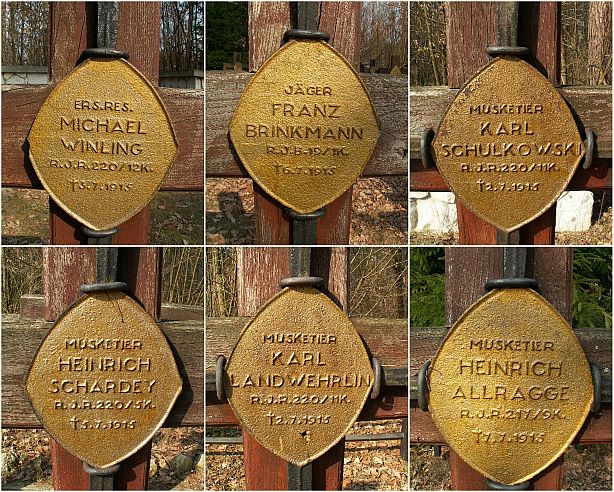 ERS.RES.
MICHAEL
WINLING
R.J.R.220/12K.
†3.7.1915
JÄGER
FRANZ
BRINKMANN
R.J.B.19/1K.
†6.7.1915
MUSKETIER
KARL
SCHULKOWSKI
R.J.R.220/11K.
†2.7.1915
MUSKETIER
HEINRICH
SCHARDEY
R.J.R.220/5K.
†5.7.1915
MUSKETIER
KARL
LANDWEHRLIN
R.J.R.220/11K.
†2.7.1915
MUSKETIER
HEINRICH
ALLRAGGE
R.J.R.217/9K.
†7.7.1915